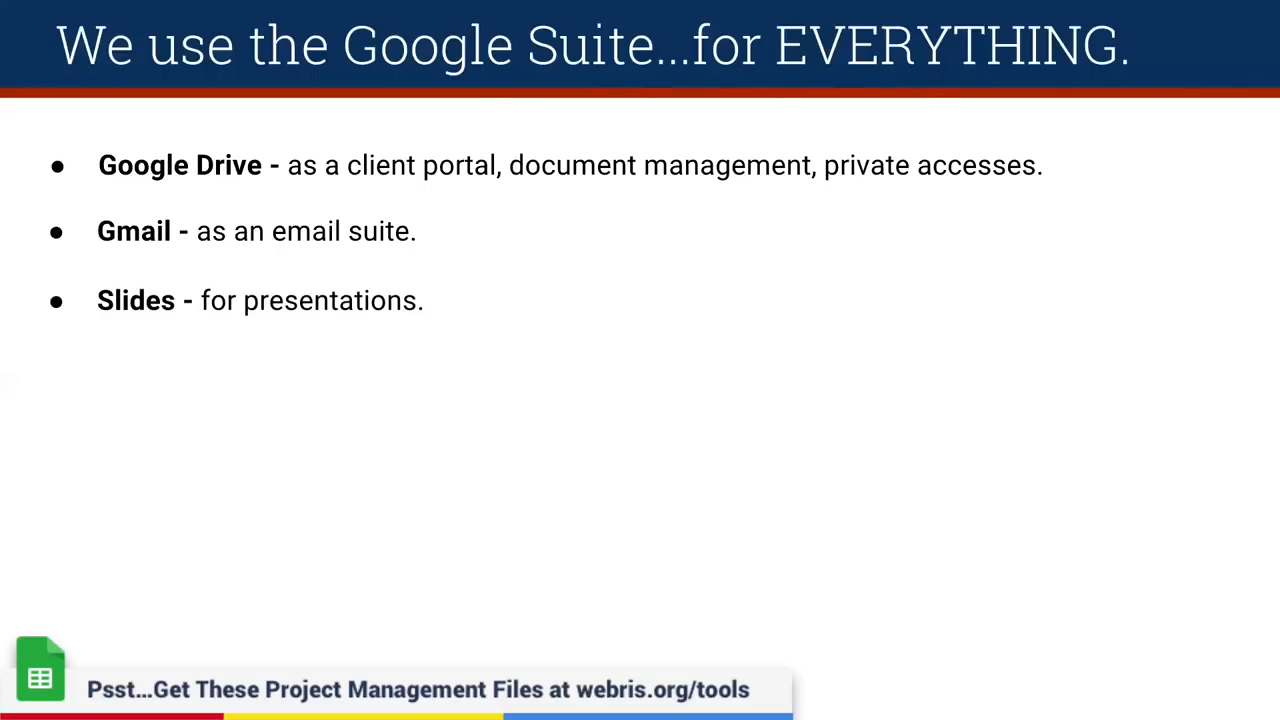 We use the Google Suite...for EVERYTHING.
● Google Drive - as a client portal, document management, private accesses.
● Gmail - as an email suite.
● Slides - for presentations.
Psst...Get These Project Management Files at webris.org/tools